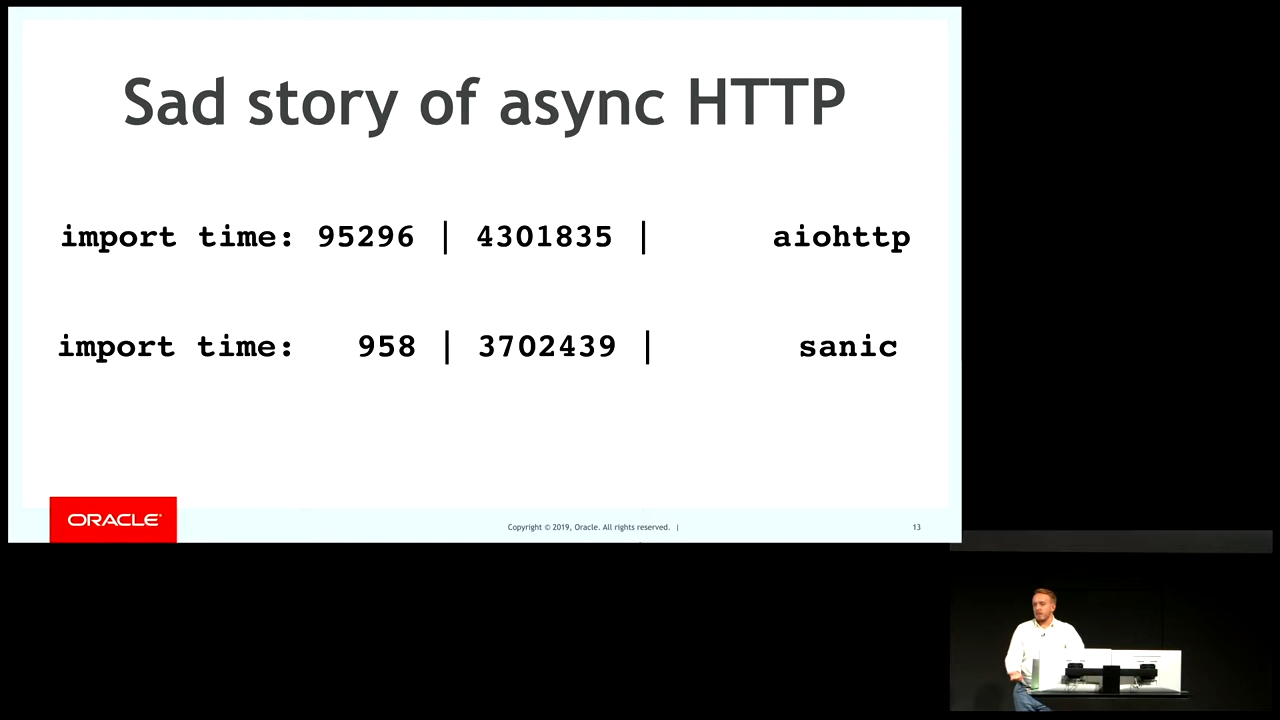 Sad story of async HTTP
import time: 95296 | 4301835 | aiohttp
import time: 958 | 3702439 | sanic
ORACLE®
Copyright © 2019, Oracle. All rights reserved. |
13